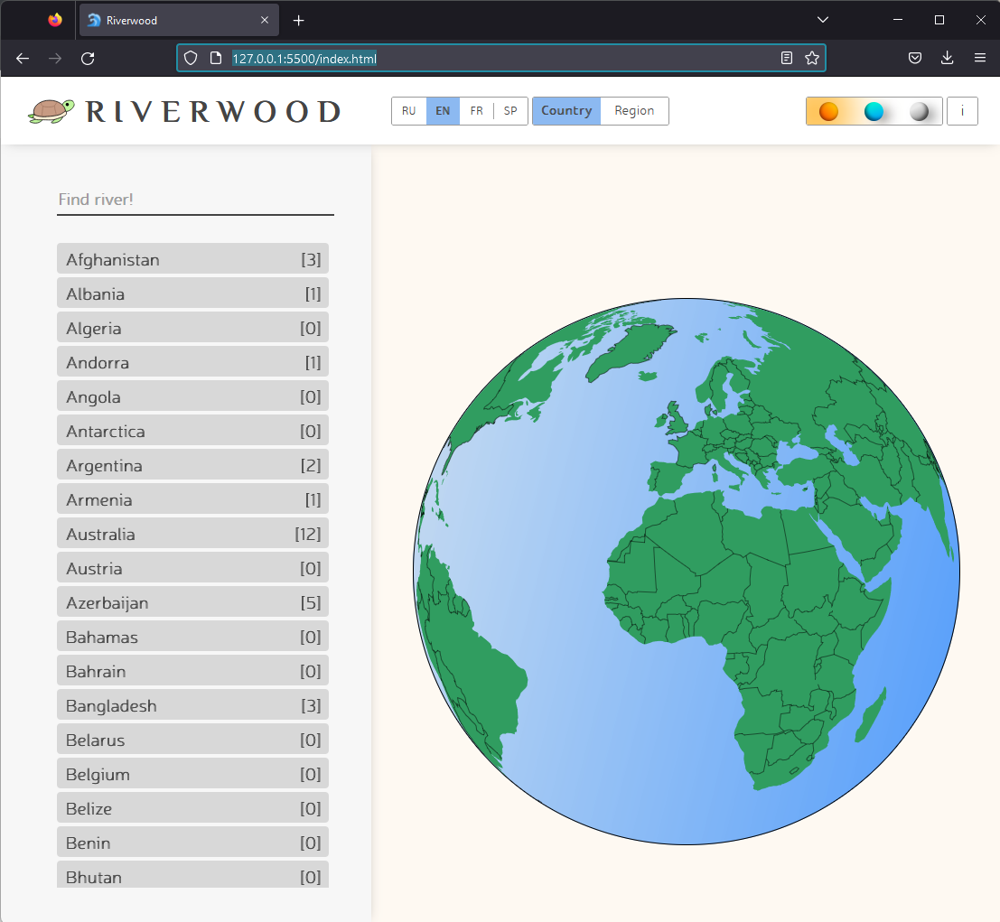 Riverwood
127.0.0.1:5500/index.html
RIVERWOOD
RU EN FR SP Country Region i
Find river!
Afghanistan [3]
Albania [1]
Algeria [0]
Andorra [1]
Angola [0]
Antarctica [0]
Argentina [2]
Armenia [1]
Australia [12]
Austria [0]
Azerbaijan [5]
Bahamas [0]
Bahrain [0]
Bangladesh [3]
Belarus [0]
Belgium [0]
Belize [0]
Benin [0]
Bhutan [0]